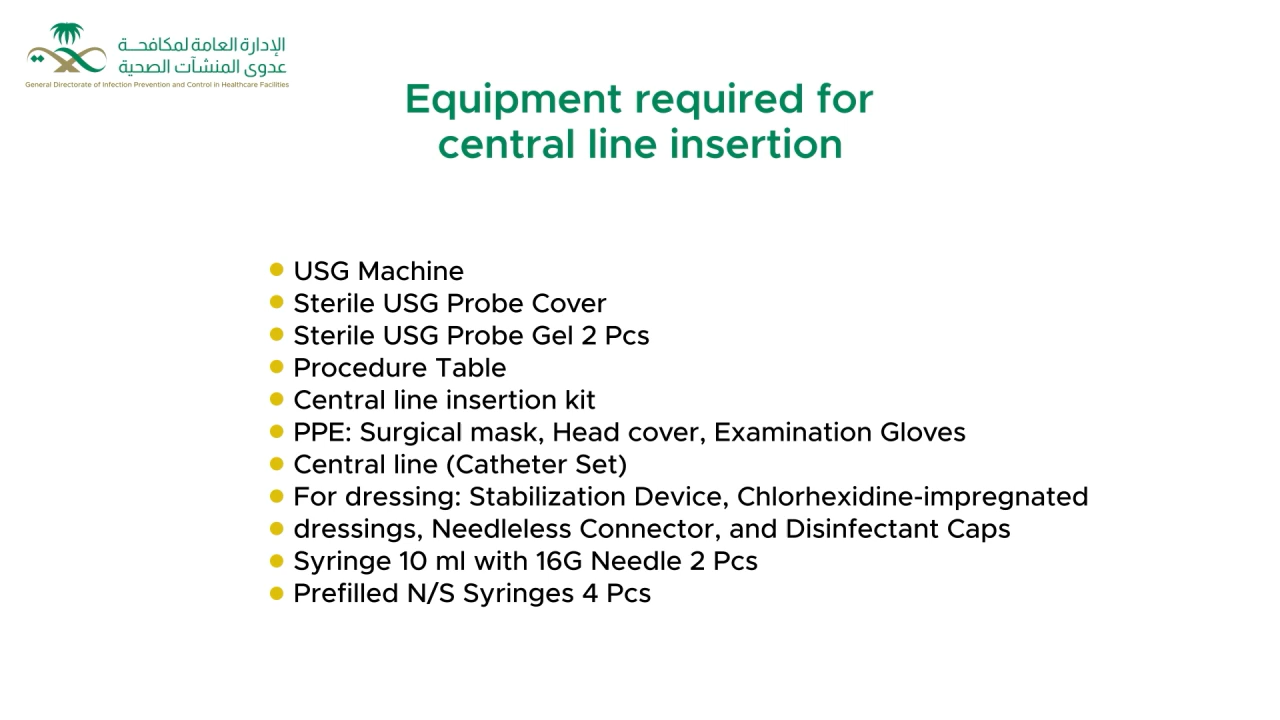 الإدارة العامة لمكافحـــة
عدوى المنشآت الصحية
General Directorate of Infection Prevention and Control in Healthcare Facilities
Equipment required for
central line insertion
USG Machine
Sterile USG Probe Cover
Sterile USG Probe Gel 2 Pcs
Procedure Table
Central line insertion kit
PPE: Surgical mask, Head cover, Examination Gloves
Central line (Catheter Set)
For dressing: Stabilization Device, Chlorhexidine-impregnated
dressings, Needleless Connector, and Disinfectant Caps
Syringe 10 ml with 16G Needle 2 Pcs
Prefilled N/S Syringes 4 Pcs